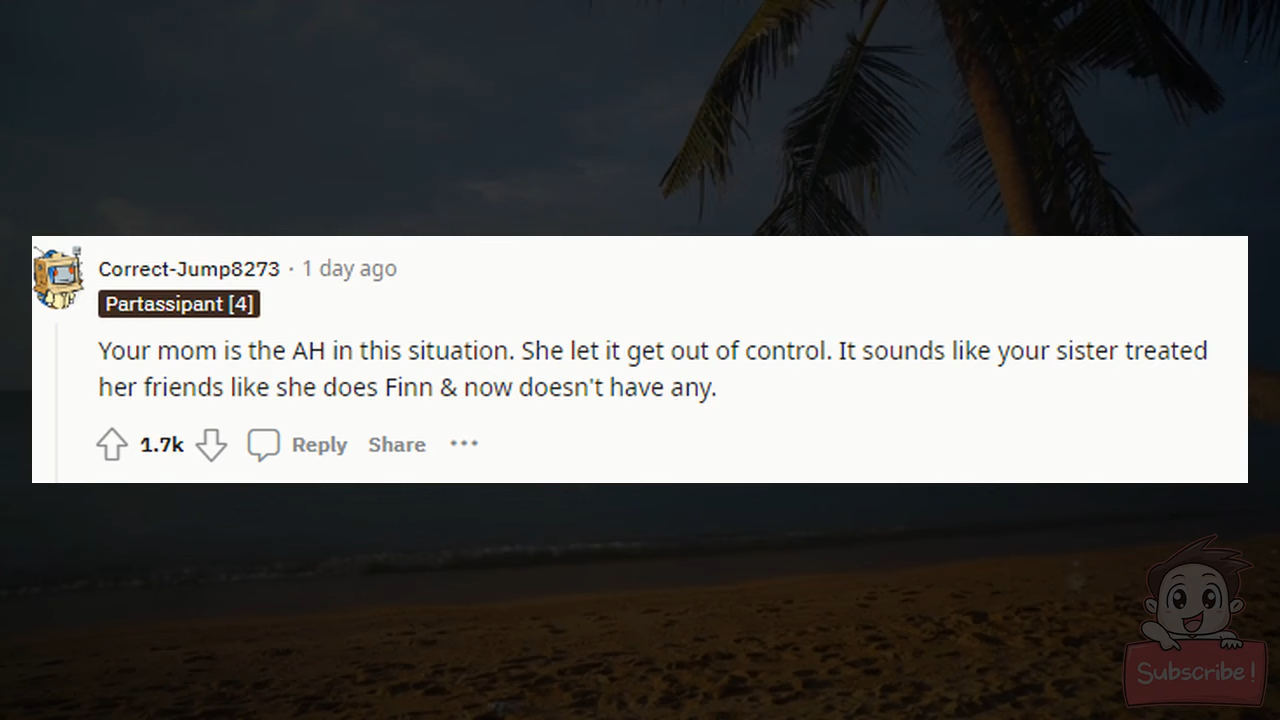 Correct-Jump8273 · 1 day ago
Partassipant [4]
Your mom is the AH in this situation. She let it get out of control. It sounds like your sister treated
her friends like she does Finn & now doesn't have any.
1.7k Reply Share ···
Subscribe!